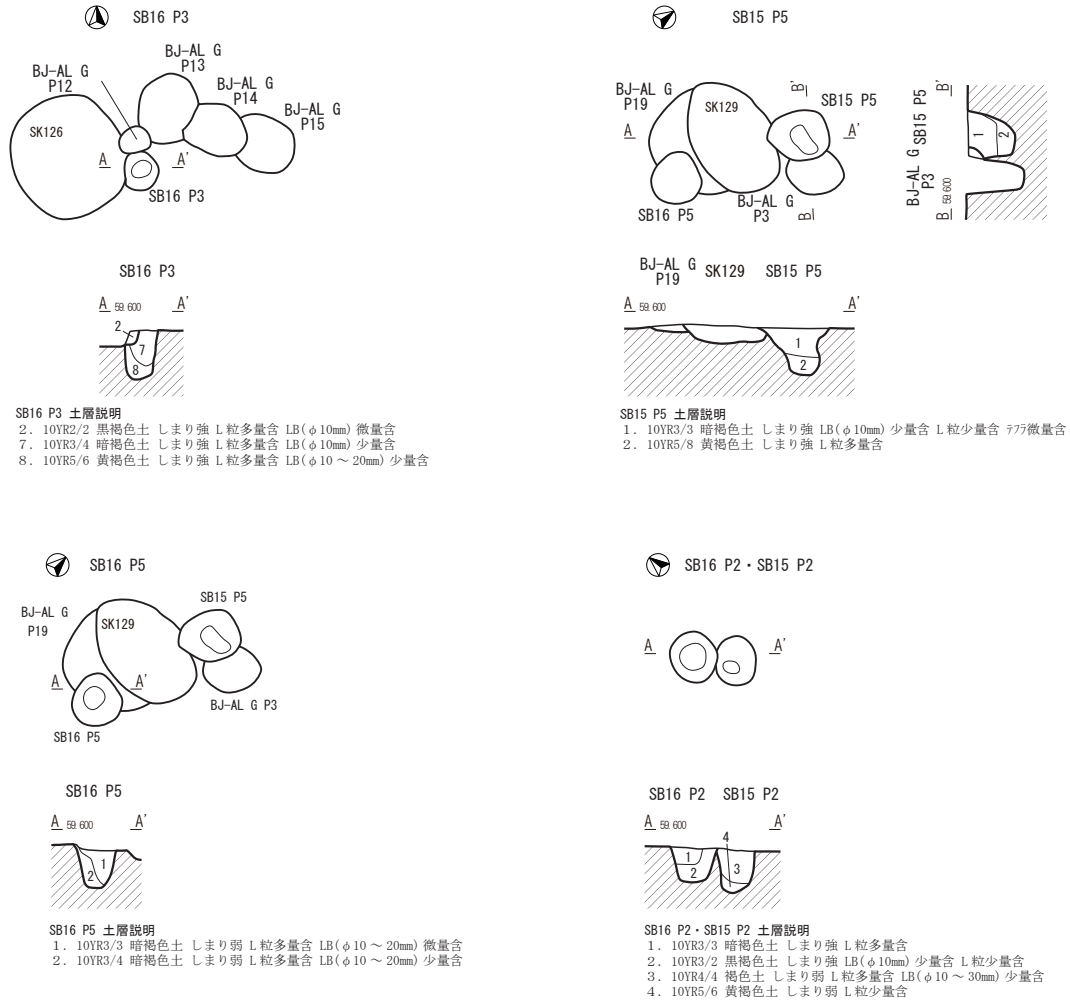 SB16 P3
BJ-AL G
P13
BJ-AL G
P12
BJ-AL G
P14
BJ-AL G
P15
SK126
A A'
SB16 P3
SB16 P3
A 59.600 A'
2
7
8
SB16 P3 土層説明
2. 10YR2/2 黒褐色土 しまり強 L粒多量含 LB(φ10mm) 微量含
7. 10YR3/4 暗褐色土 しまり強 L粒多量含 LB(φ10mm) 少量含
8. 10YR5/6 黄褐色土 しまり強 L粒多量含 LB(φ10～20mm) 少量含
SB15 P5
BJ-AL G
P19
SK129
B'
SB15 P5
A A'
SB16 P5
BJ-AL G
P3
B
B'
SB15 P5
1 2
BJ-AL G
P3
B 59.600
BJ-AL G
P19
SK129 SB15 P5
A 59.600 A'
1
2
SB15 P5 土層説明
1. 10YR3/3 暗褐色土 しまり強 LB(φ10mm) 少量含 L粒少量含 ﾃﾌﾗ微量含
2. 10YR5/8 黄褐色土 しまり強 L粒多量含
SB16 P5
SB15 P5
BJ-AL G
P19
SK129
A A'
BJ-AL G P3
SB16 P5
SB16 P5
A 59.600 A'
1
2
SB16 P5 土層説明
1. 10YR3/3 暗褐色土 しまり弱 L粒多量含 LB(φ10～20mm) 微量含
2. 10YR3/4 暗褐色土 しまり弱 L粒多量含 LB(φ10～20mm) 少量含
SB16 P2・SB15 P2
A A'
SB16 P2 SB15 P2
A 59.600 A'
4
1
2
3
SB16 P2・SB15 P2 土層説明
1. 10YR3/3 暗褐色土 しまり強 L粒多量含
2. 10YR3/2 黒褐色土 しまり強 LB(φ10mm) 少量含 L粒少量含
3. 10YR4/4 褐色土 しまり弱 L粒多量含 LB(φ10～30mm) 少量含
4. 10YR5/6 黄褐色土 しまり弱 L粒少量含